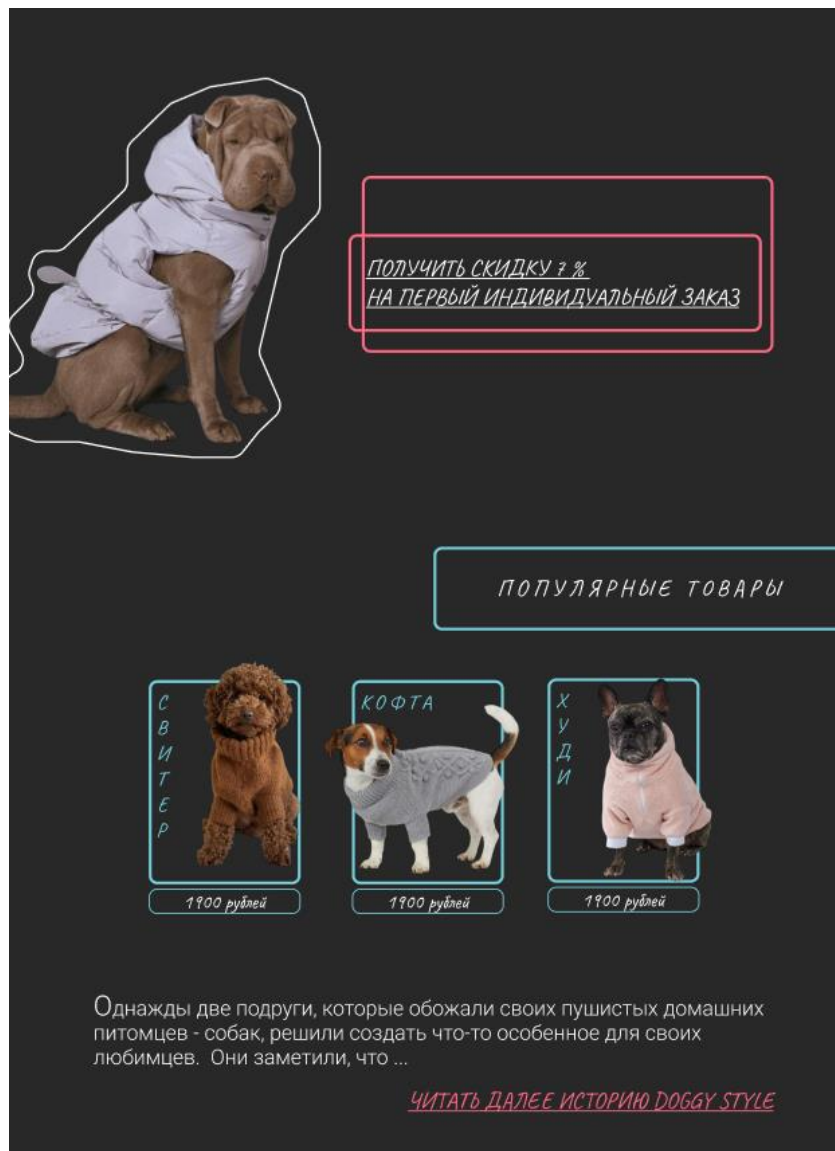 ПОЛУЧИТЬ СКИДКУ 7 %
НА ПЕРВЫЙ ИНДИВИДУАЛЬНЫЙ ЗАКАЗ
ПОПУЛЯРНЫЕ ТОВАРЫ
СВИТЕР
КОФТА
ХУДИ
1900 рублей
1900 рублей
1900 рублей
Однажды две подруги, которые обожали своих пушистых домашних
питомцев - собак, решили создать что-то особенное для своих
любимцев. Они заметили, что ...
ЧИТАТЬ ДАЛЕЕ ИСТОРИЮ DOGGY STYLE